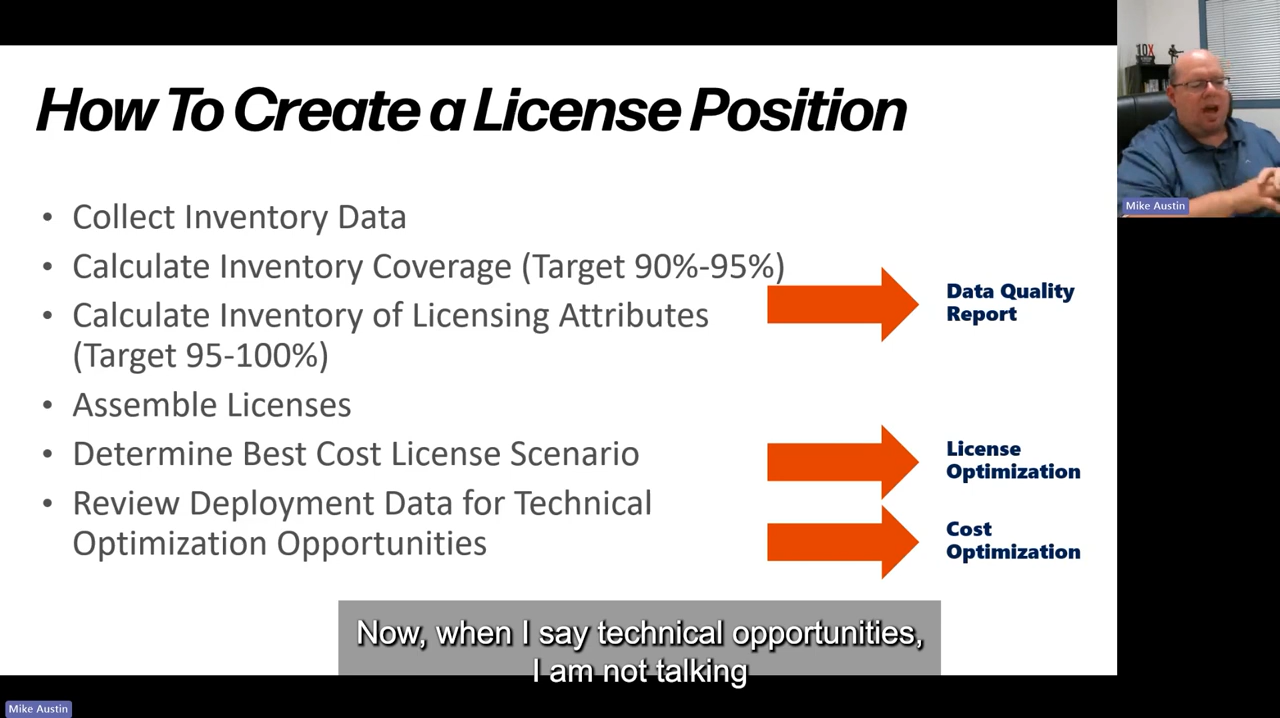 How To Create a License Position
• Collect Inventory Data
• Calculate Inventory Coverage (Target 90%-95%)
• Calculate Inventory of Licensing Attributes
(Target 95-100%)
• Assemble Licenses
• Determine Best Cost License Scenario
• Review Deployment Data for Technical
Optimization Opportunities
Data Quality
Report
License
Optimization
Cost
Optimization
10X
Mike Austin
Now, when I say technical opportunities,
I am not talking
Mike Austin